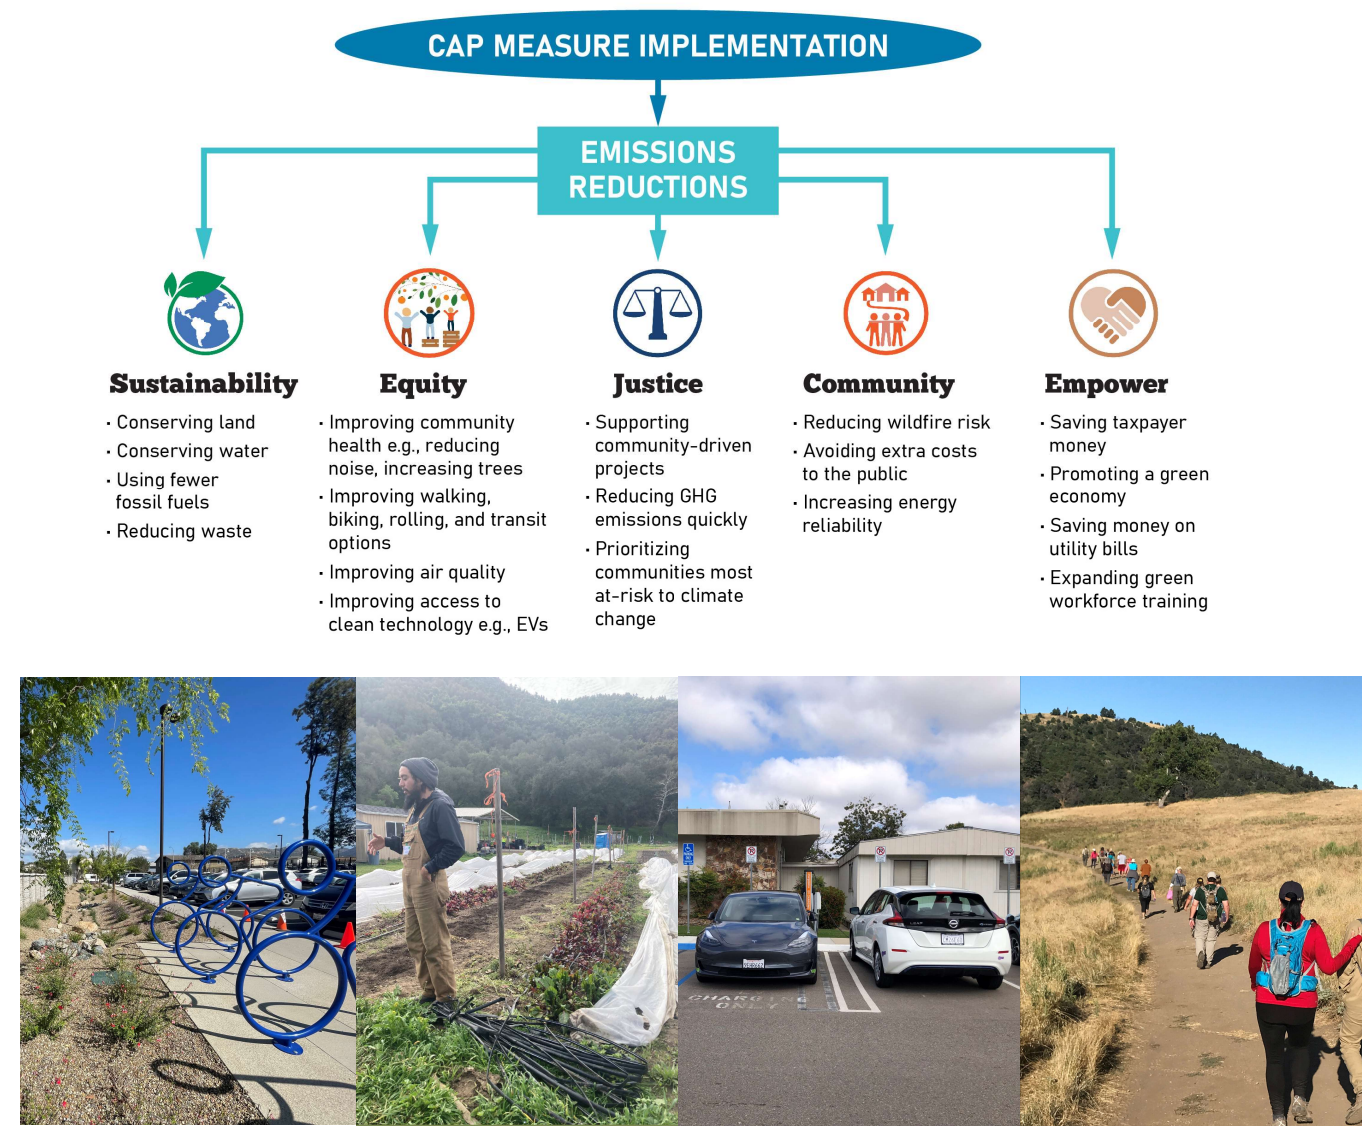 CAP MEASURE IMPLEMENTATION
EMISSIONS
REDUCTIONS
Sustainability
· Conserving land
· Conserving water
· Using fewer
fossil fuels
· Reducing waste
Equity
· Improving community
health e.g., reducing
noise, increasing trees
· Improving walking,
biking, rolling, and transit
options
· Improving air quality
· Improving access to
clean technology e.g., EVs
Justice
· Supporting
community-driven
projects
· Reducing GHG
emissions quickly
· Prioritizing
communities most
at-risk to climate
change
Community
· Reducing wildfire risk
· Avoiding extra costs
to the public
· Increasing energy
reliability
Empower
· Saving taxpayer
money
· Promoting a green
economy
· Saving money on
utility bills
· Expanding green
workforce training
CHARGING
ONLY